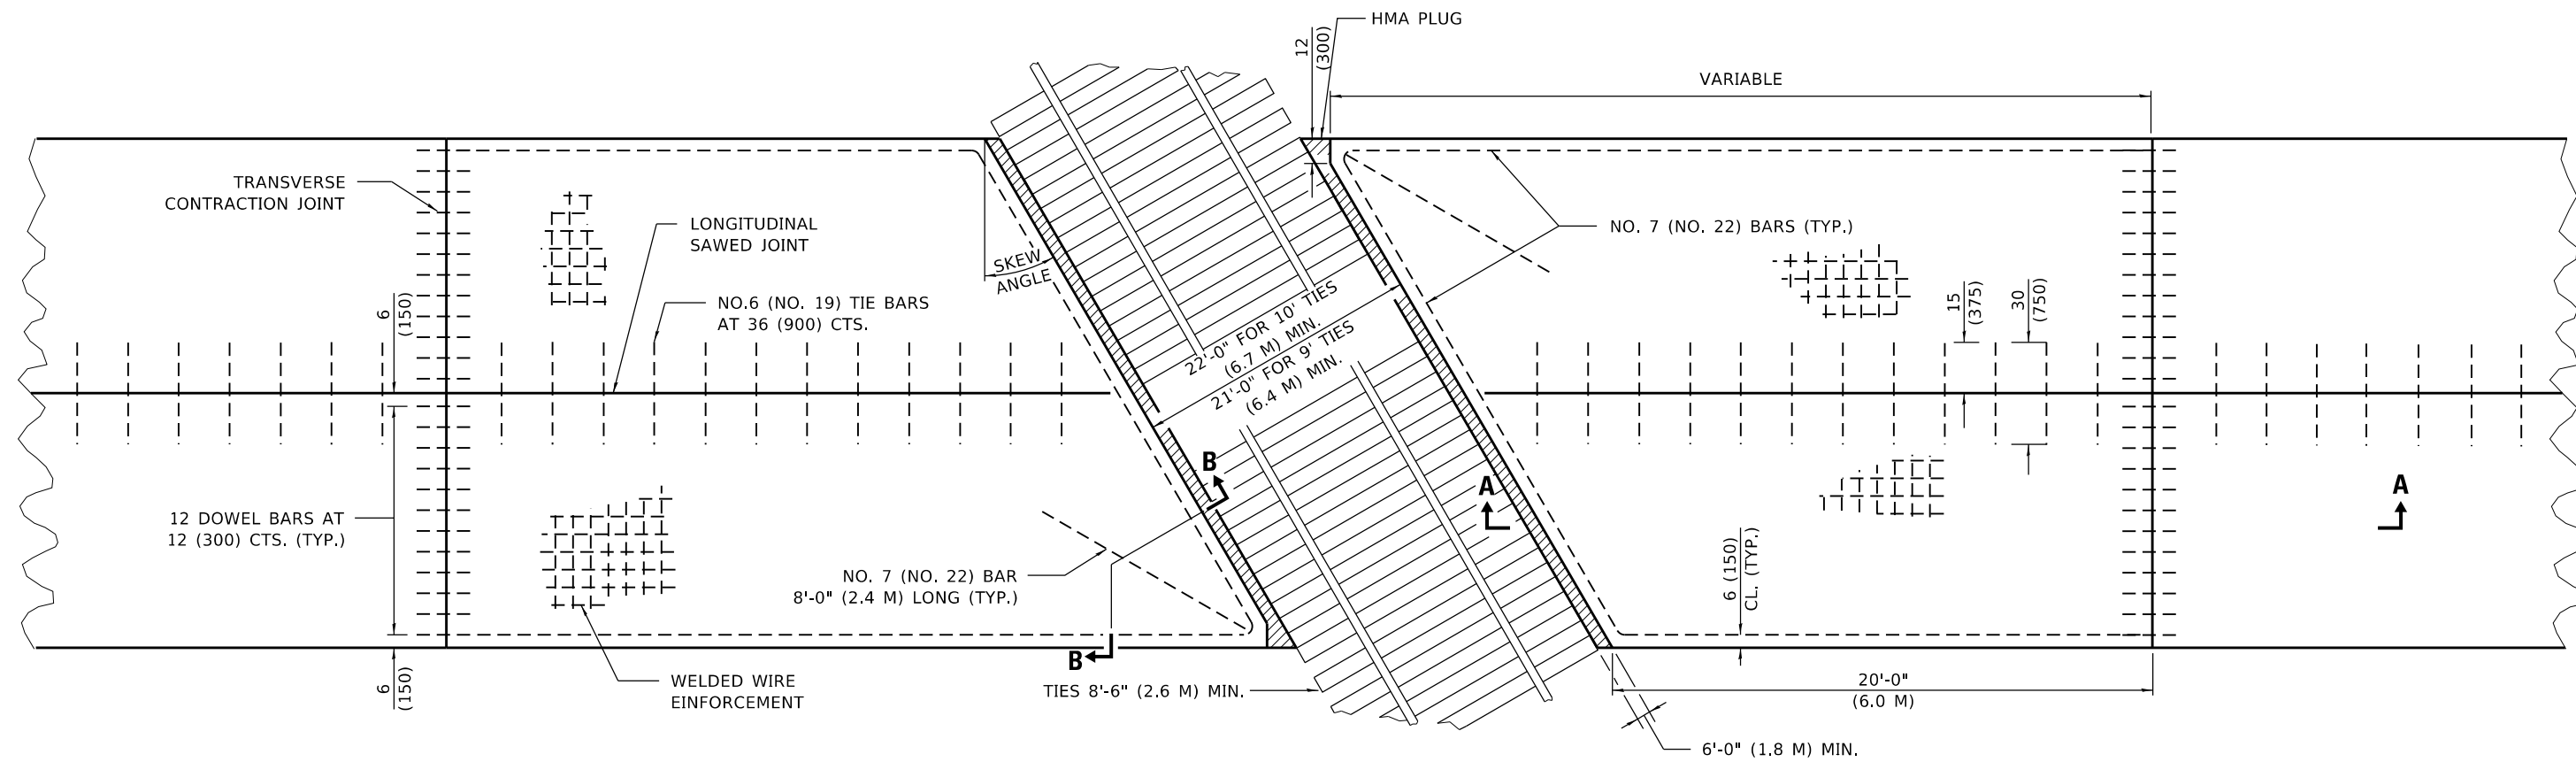 HMA PLUG
12
(300)
VARIABLE
TRANSVERSE
CONTRACTION JOINT
LONGITUDINAL
SAWED JOINT
NO. 7 (NO. 22) BARS (TYP.)
SKEW
ANGLE
NO.6 (NO. 19) TIE BARS
AT 36 (900) CTS.
6
(150)
15
(375)
30
(750)
22'-0" FOR 10' TIES
(6.7 M) MIN.
21'-0" FOR 9' TIES
(6.4 M) MIN.
B
A
A
12 DOWEL BARS AT
12 (300) CTS. (TYP.)
6 (150)
CL. (TYP.)
NO. 7 (NO. 22) BAR
8'-0" (2.4 M) LONG (TYP.)
B
6
(150)
WELDED WIRE
EINFORCEMENT
TIES 8'-6" (2.6 M) MIN.
20'-0"
(6.0 M)
6'-0" (1.8 M) MIN.